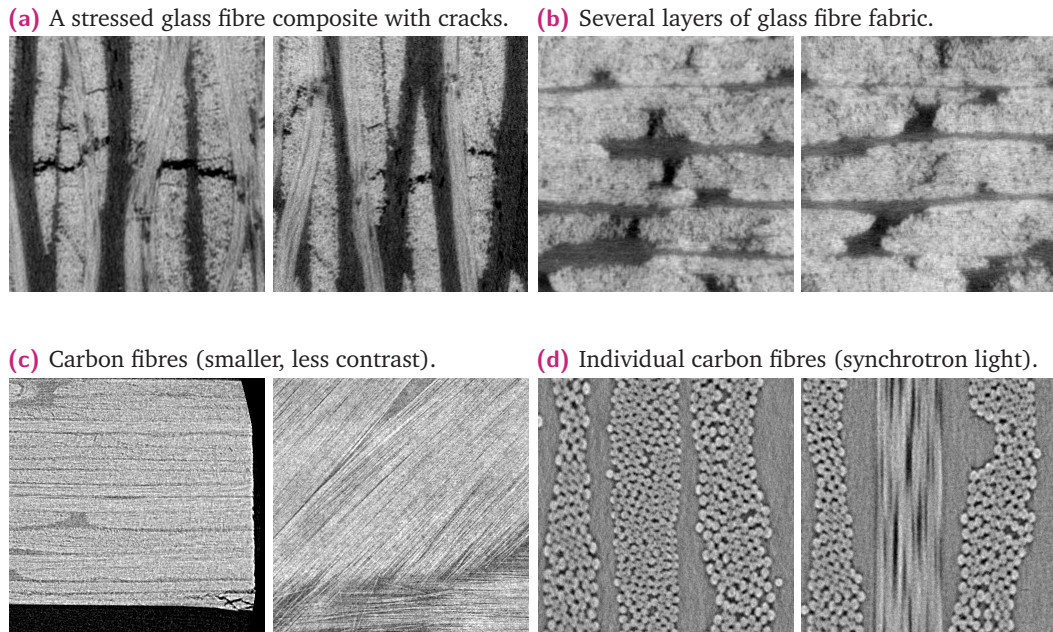 (a) A stressed glass fibre composite with cracks.
(b) Several layers of glass fibre fabric.
(c) Carbon fibres (smaller, less contrast).
(d) Individual carbon fibres (synchrotron light).